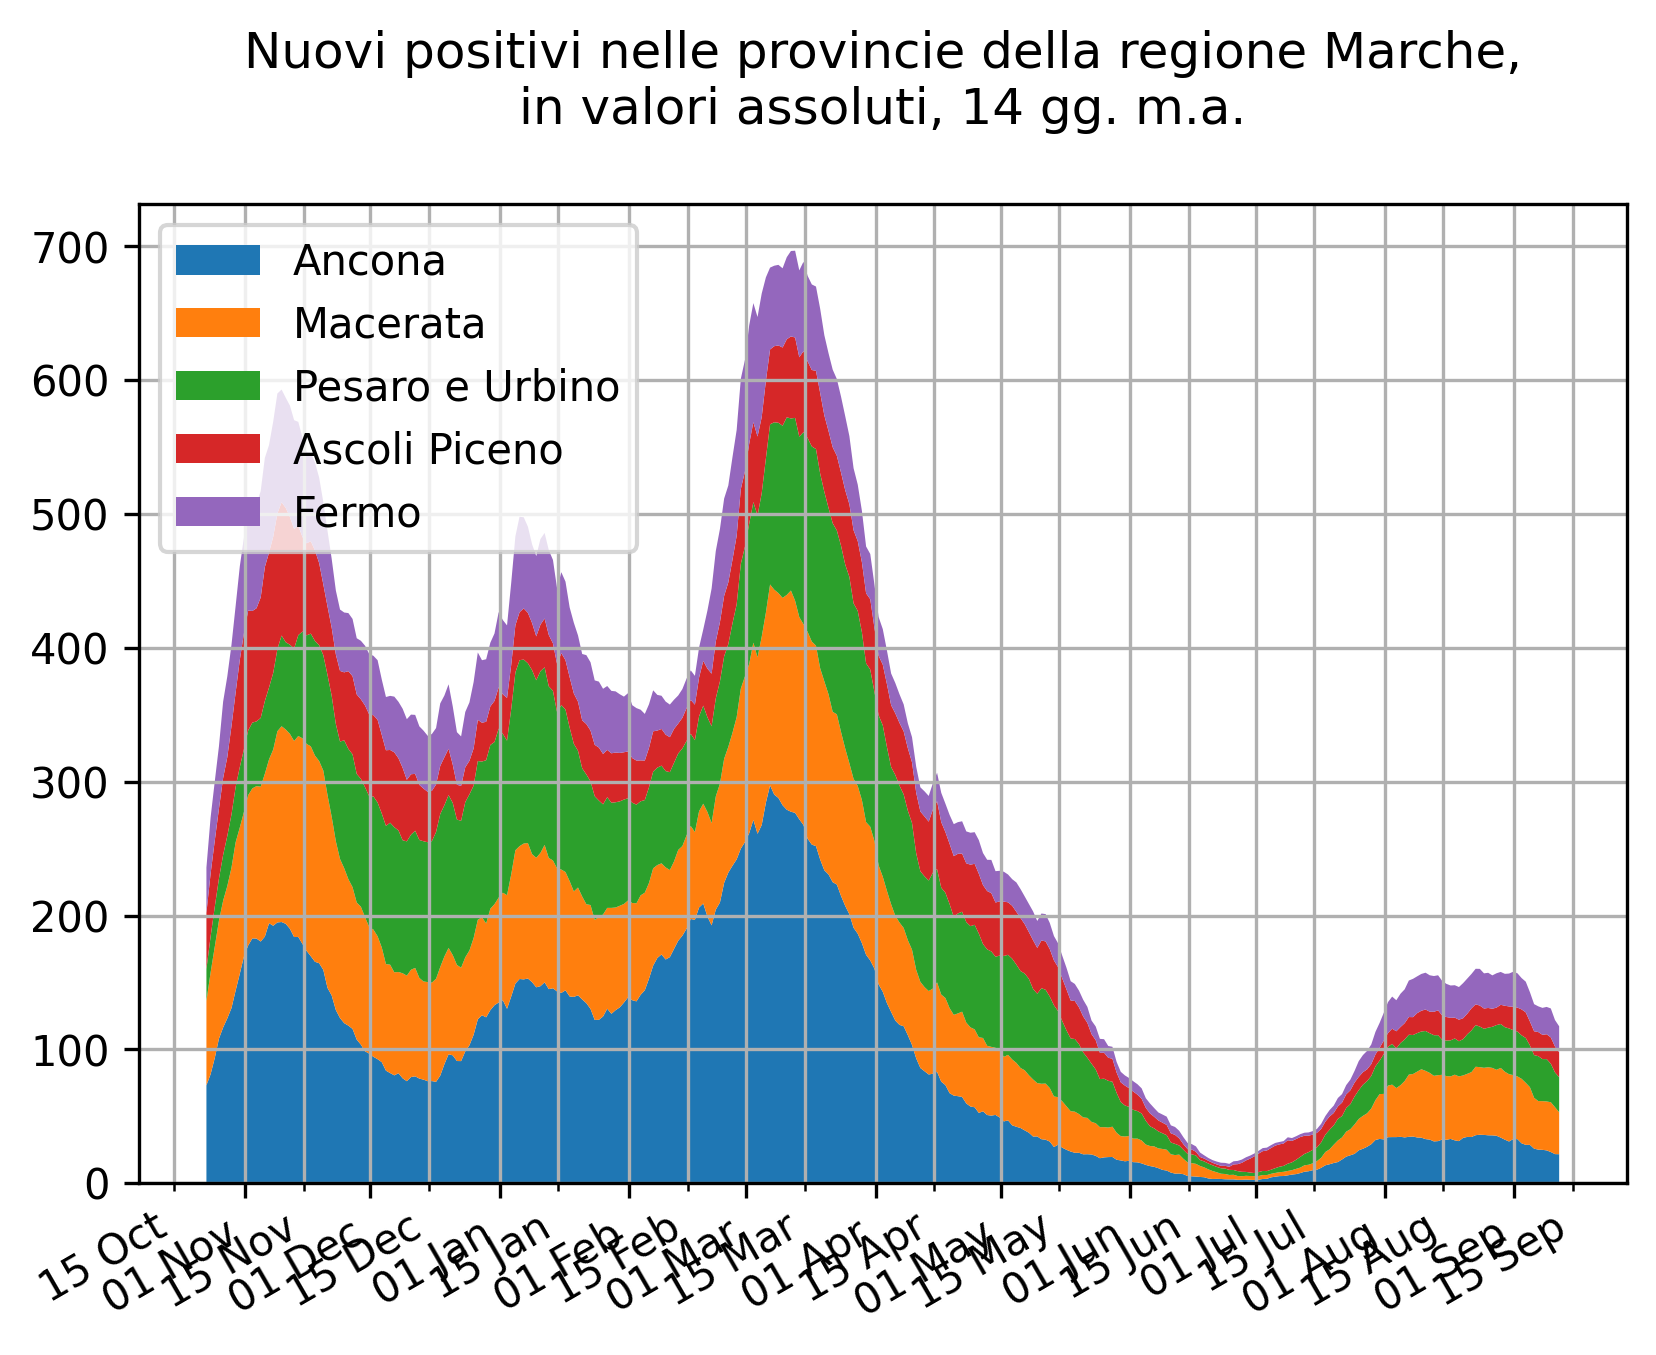 Nuovi positivi nelle provincie della regione Marche,
in valori assoluti, 14 gg. m.a.
700
600
500
400
300
200
100
0
Ancona
Macerata
Pesaro e Urbino
Ascoli Piceno
Fermo
15 Oct
01 Nov
15 Nov
01 Dec
15 Dec
01 Jan
15 Jan
01 Feb
15 Feb
01 Mar
15 Mar
01 Apr
15 Apr
01 May
15 May
01 Jun
15 Jun
01 Jul
15 Jul
01 Aug
15 Aug
01 Sep
15 Sep